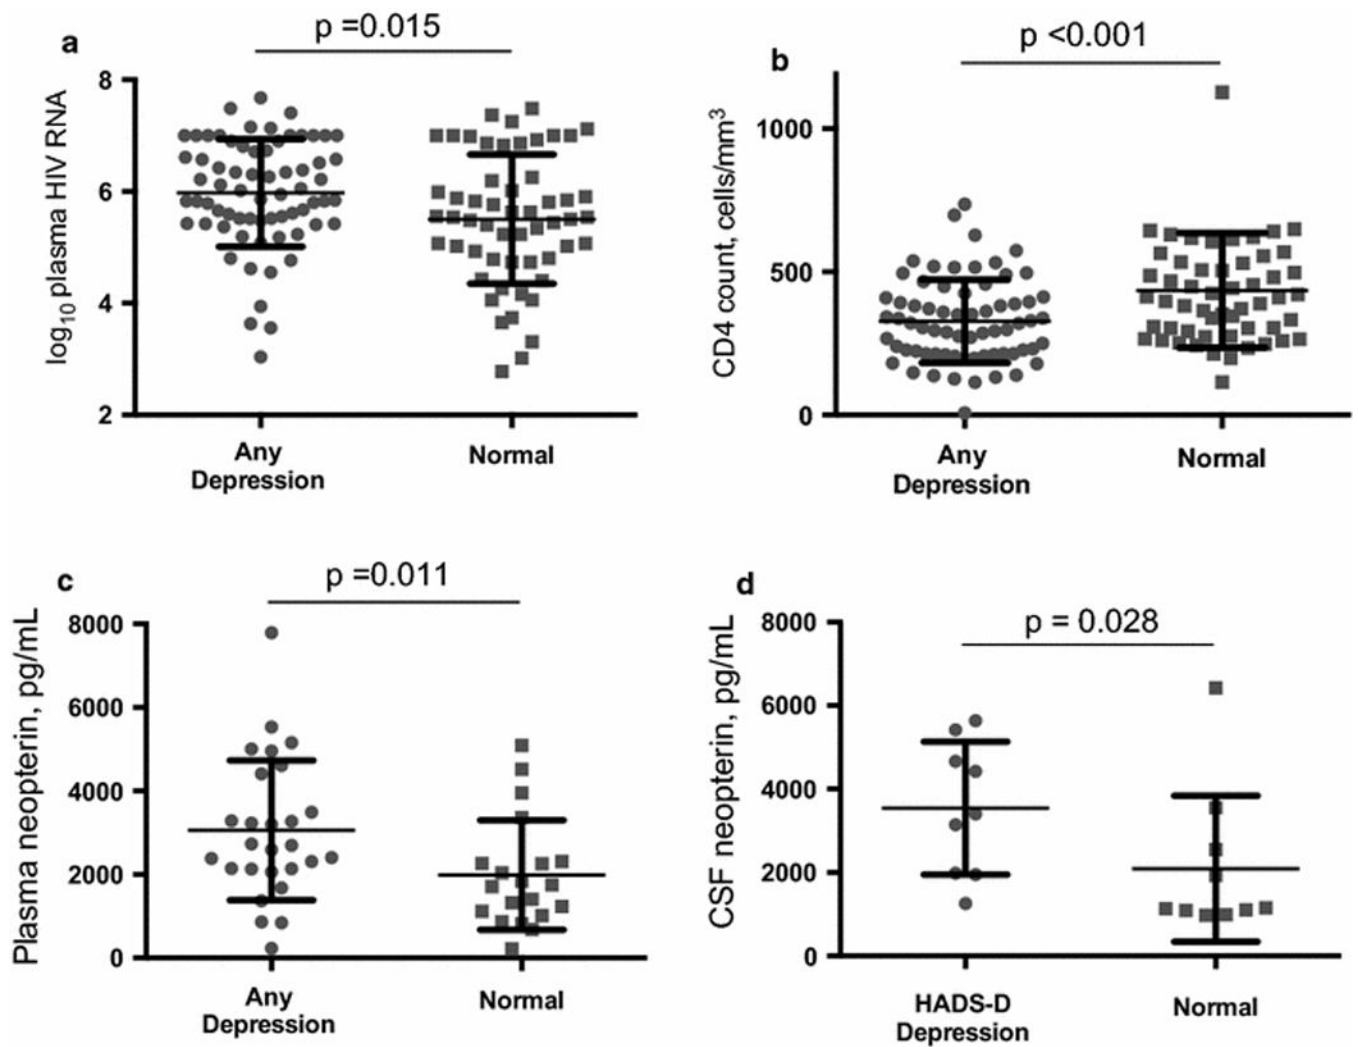 a
p =0.015
log10 plasma HIV RNA
8
6
4
2
Any
Depression
Normal
b
p <0.001
CD4 count, cells/mm3
1000
500
0
Any
Depression
Normal
c
p =0.011
Plasma neopterin, pg/mL
8000
6000
4000
2000
0
Any
Depression
Normal
d
p = 0.028
CSF neopterin, pg/mL
8000
6000
4000
2000
0
HADS-D
Depression
Normal